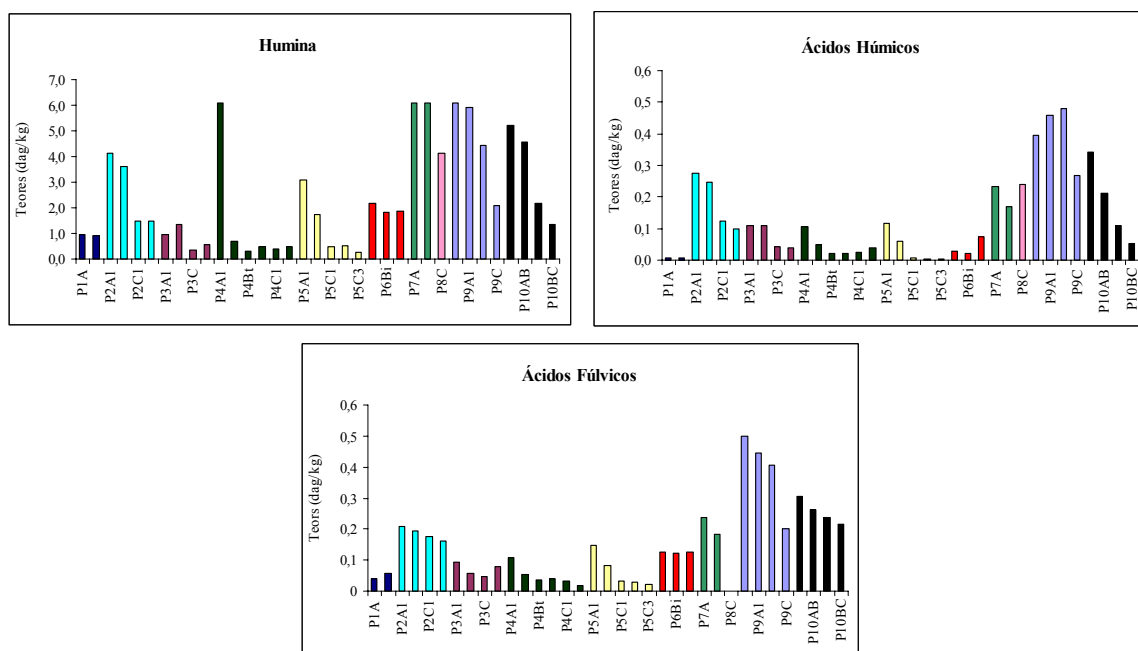 Humina
Teores (dag/kg)
7,0
6,0
5,0
4,0
3,0
2,0
1,0
0,0
P1A
P2A1
P2C1
P3A1
P3C
P4A1
P4Bt
P4C1
P5A1
P5C1
P5C3
P6Bi
P7A
P8C
P9A1
P9C
P10AB
P10BC
Ácidos Húmicos
Teores (dag/kg)
0,6
0,5
0,4
0,3
0,2
0,1
0,0
P1A
P2A1
P2C1
P3A1
P3C
P4A1
P4Bt
P4C1
P5A1
P5C1
P5C3
P6Bi
P7A
P8C
P9A1
P9C
P10AB
P10BC
Ácidos Fúlvicos
Teors (dag/kg)
0,6
0,5
0,4
0,3
0,2
0,1
0
P1A
P2A1
P2C1
P3A1
P3C
P4A1
P4Bt
P4C1
P5A1
P5C1
P5C3
P6Bi
P7A
P8C
P9A1
P9C
P10AB
P10BC